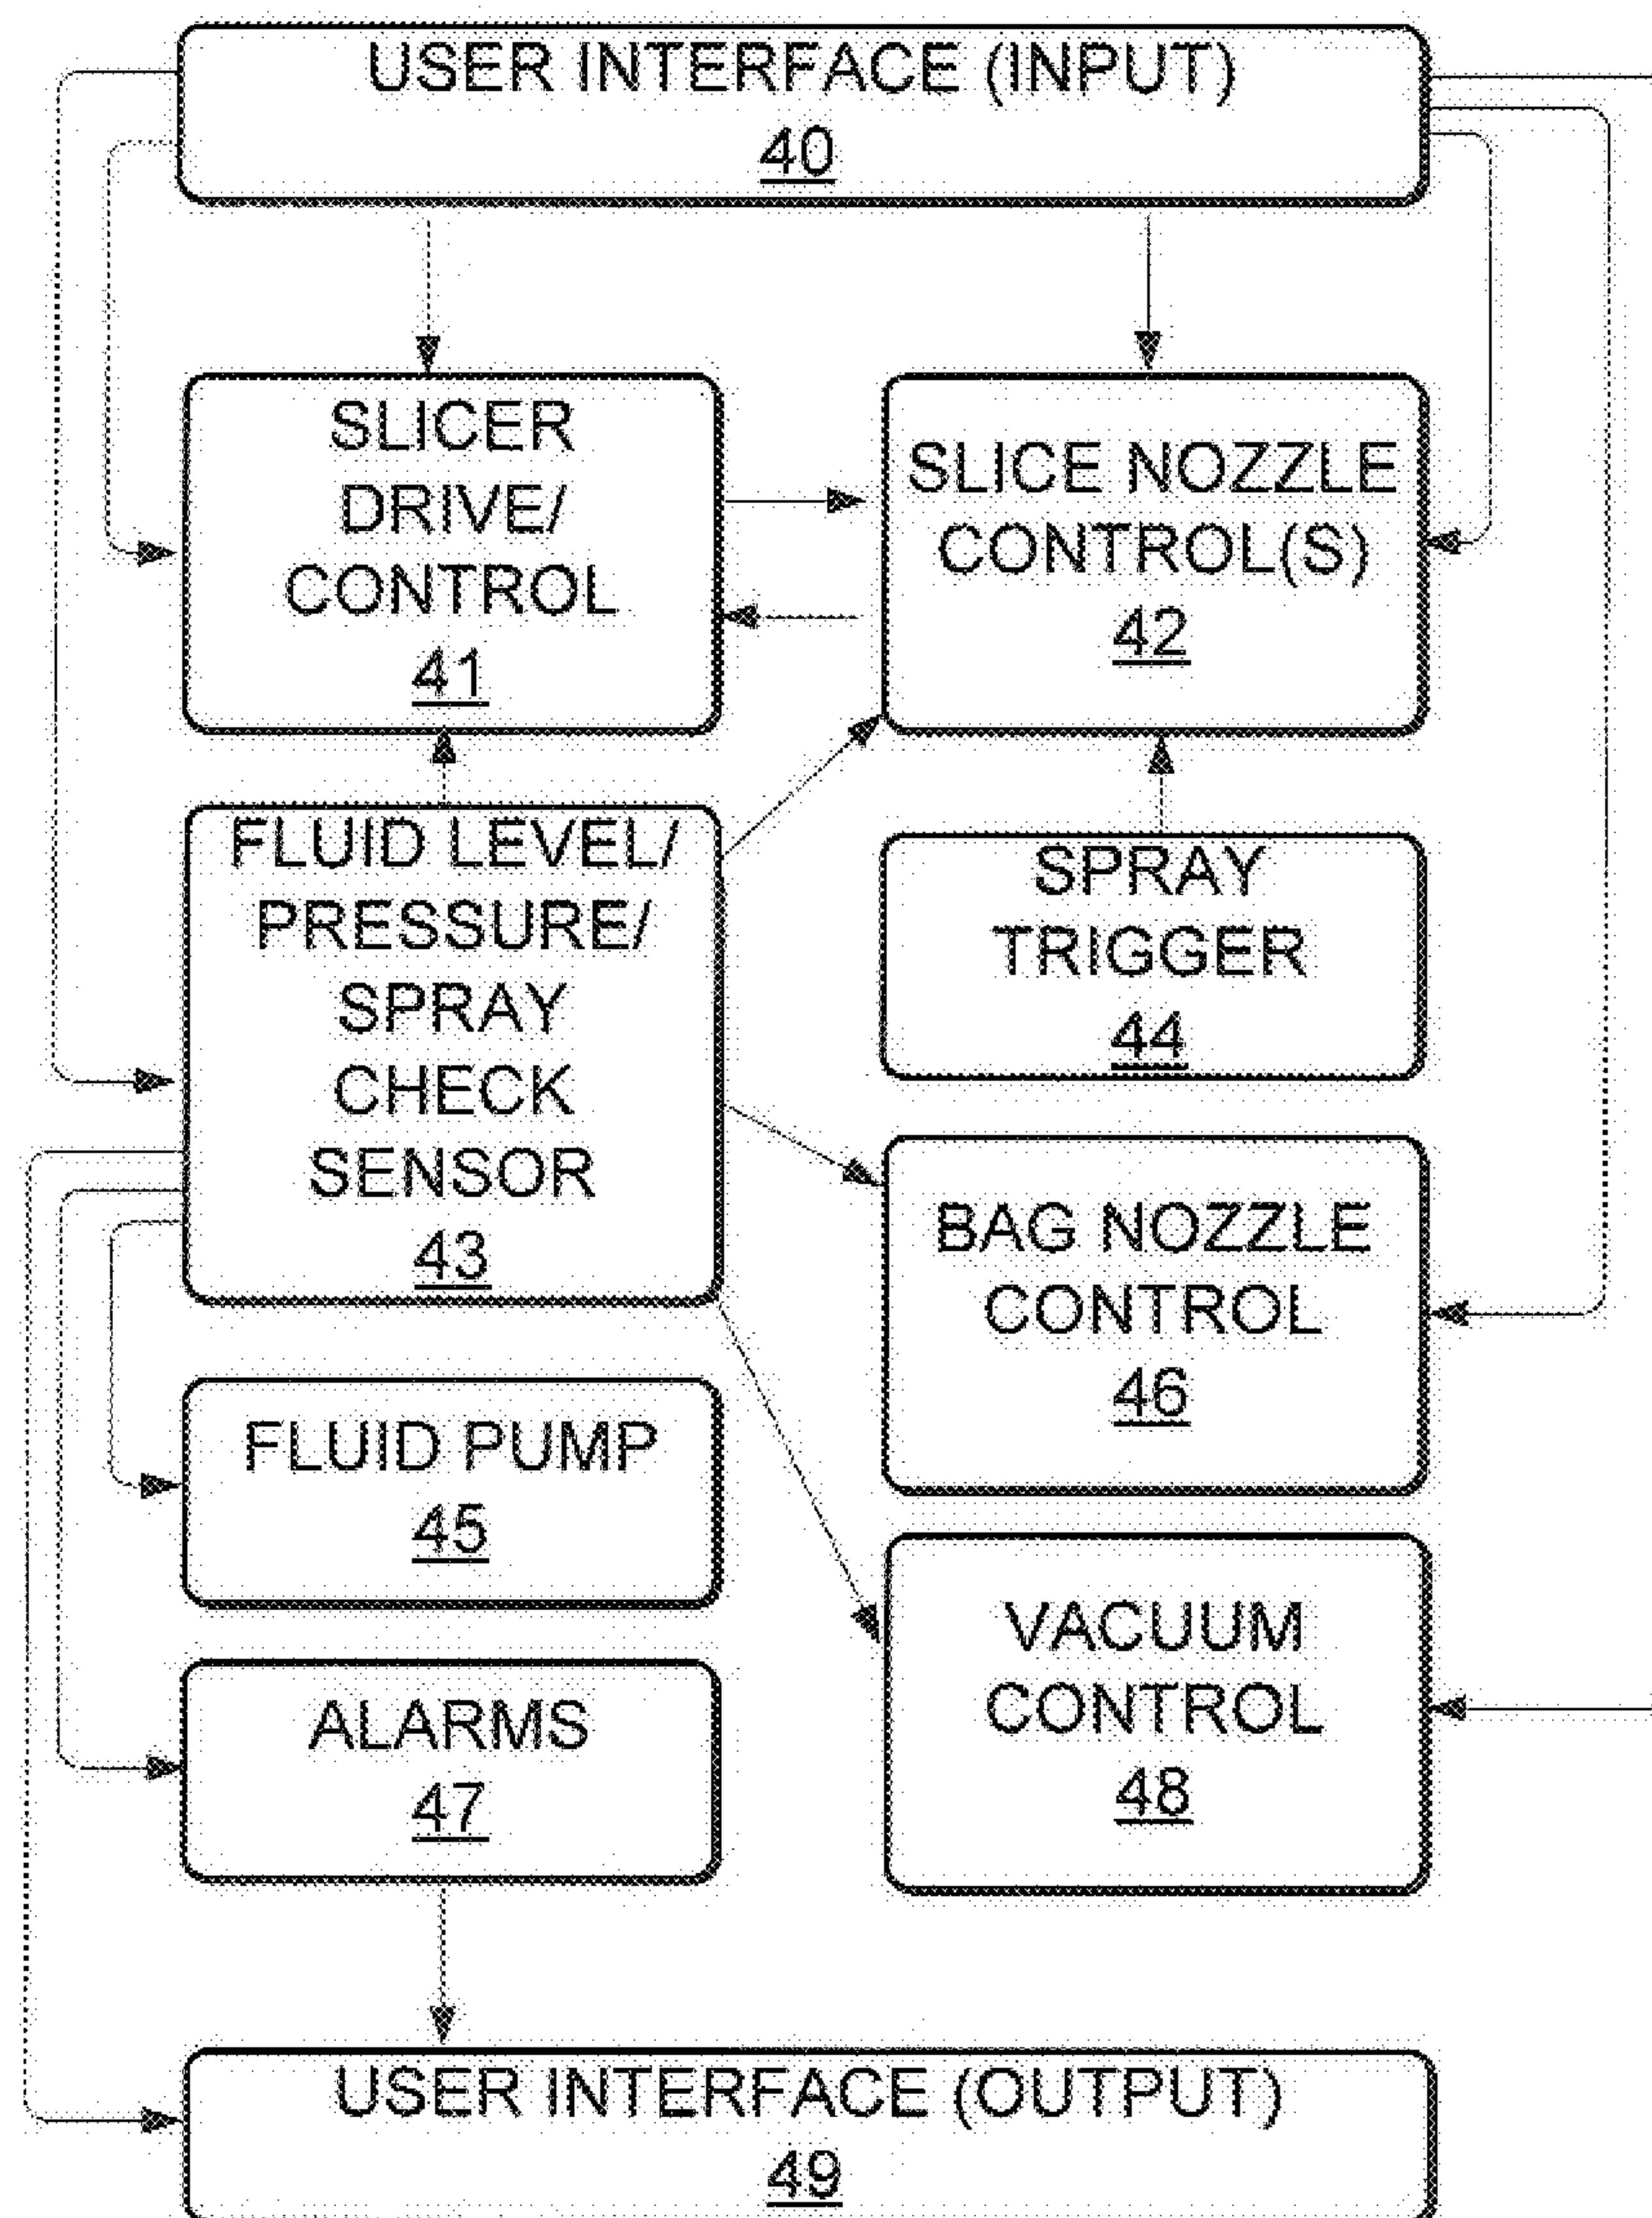 USER INTERFACE (INPUT)
40
SLICER
DRIVE/
CONTROL
41
SLICE NOZZLE
CONTROL(S)
42
FLUID LEVEL/
PRESSURE/
SPRAY
CHECK
SENSOR
43
SPRAY
TRIGGER
44
BAG NOZZLE
CONTROL
46
FLUID PUMP
45
VACUUM
CONTROL
48
ALARMS
47
USER INTERFACE (OUTPUT)
49